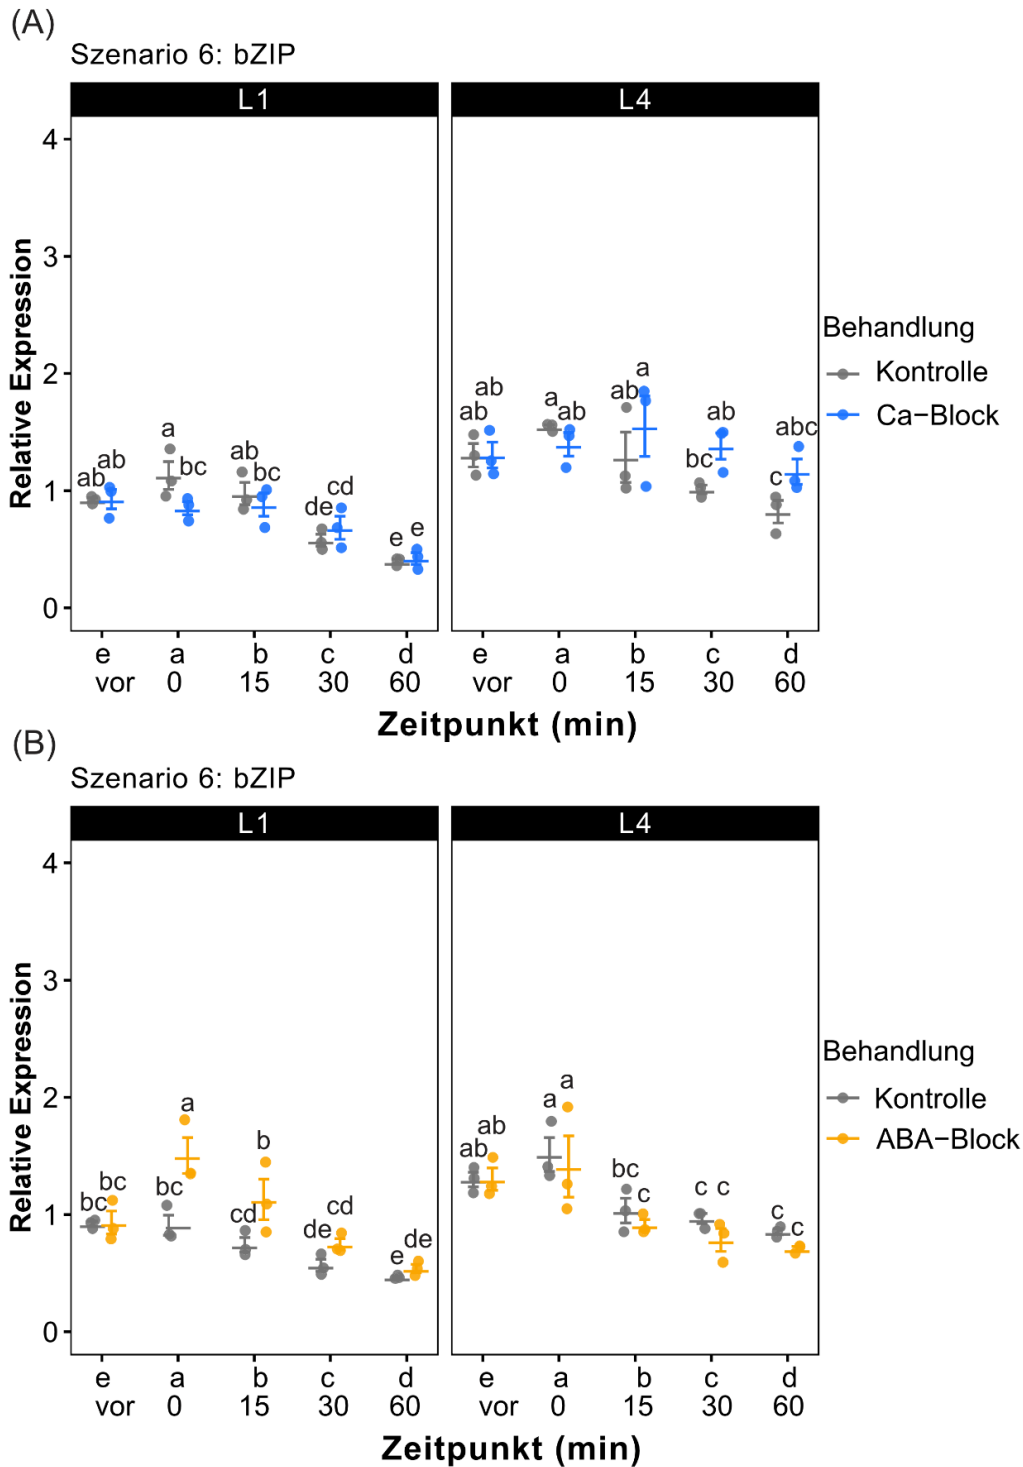 (A)
Szenario 6: bZIP
L1 L4
4
3
2
1
0
Relative Expression
ab ab a bc ab bc de cd e e
ab ab a ab ab a bc ab c abc
e a b c d
vor 0 15 30 60
e a b c d
vor 0 15 30 60
Zeitpunkt (min)
Behandlung
Kontrolle
Ca−Block
(B)
Szenario 6: bZIP
L1 L4
4
3
2
1
0
Relative Expression
bc bc bc a cd b de cd e de
ab ab a a bc c c c c c
e a b c d
vor 0 15 30 60
e a b c d
vor 0 15 30 60
Zeitpunkt (min)
Behandlung
Kontrolle
ABA−Block